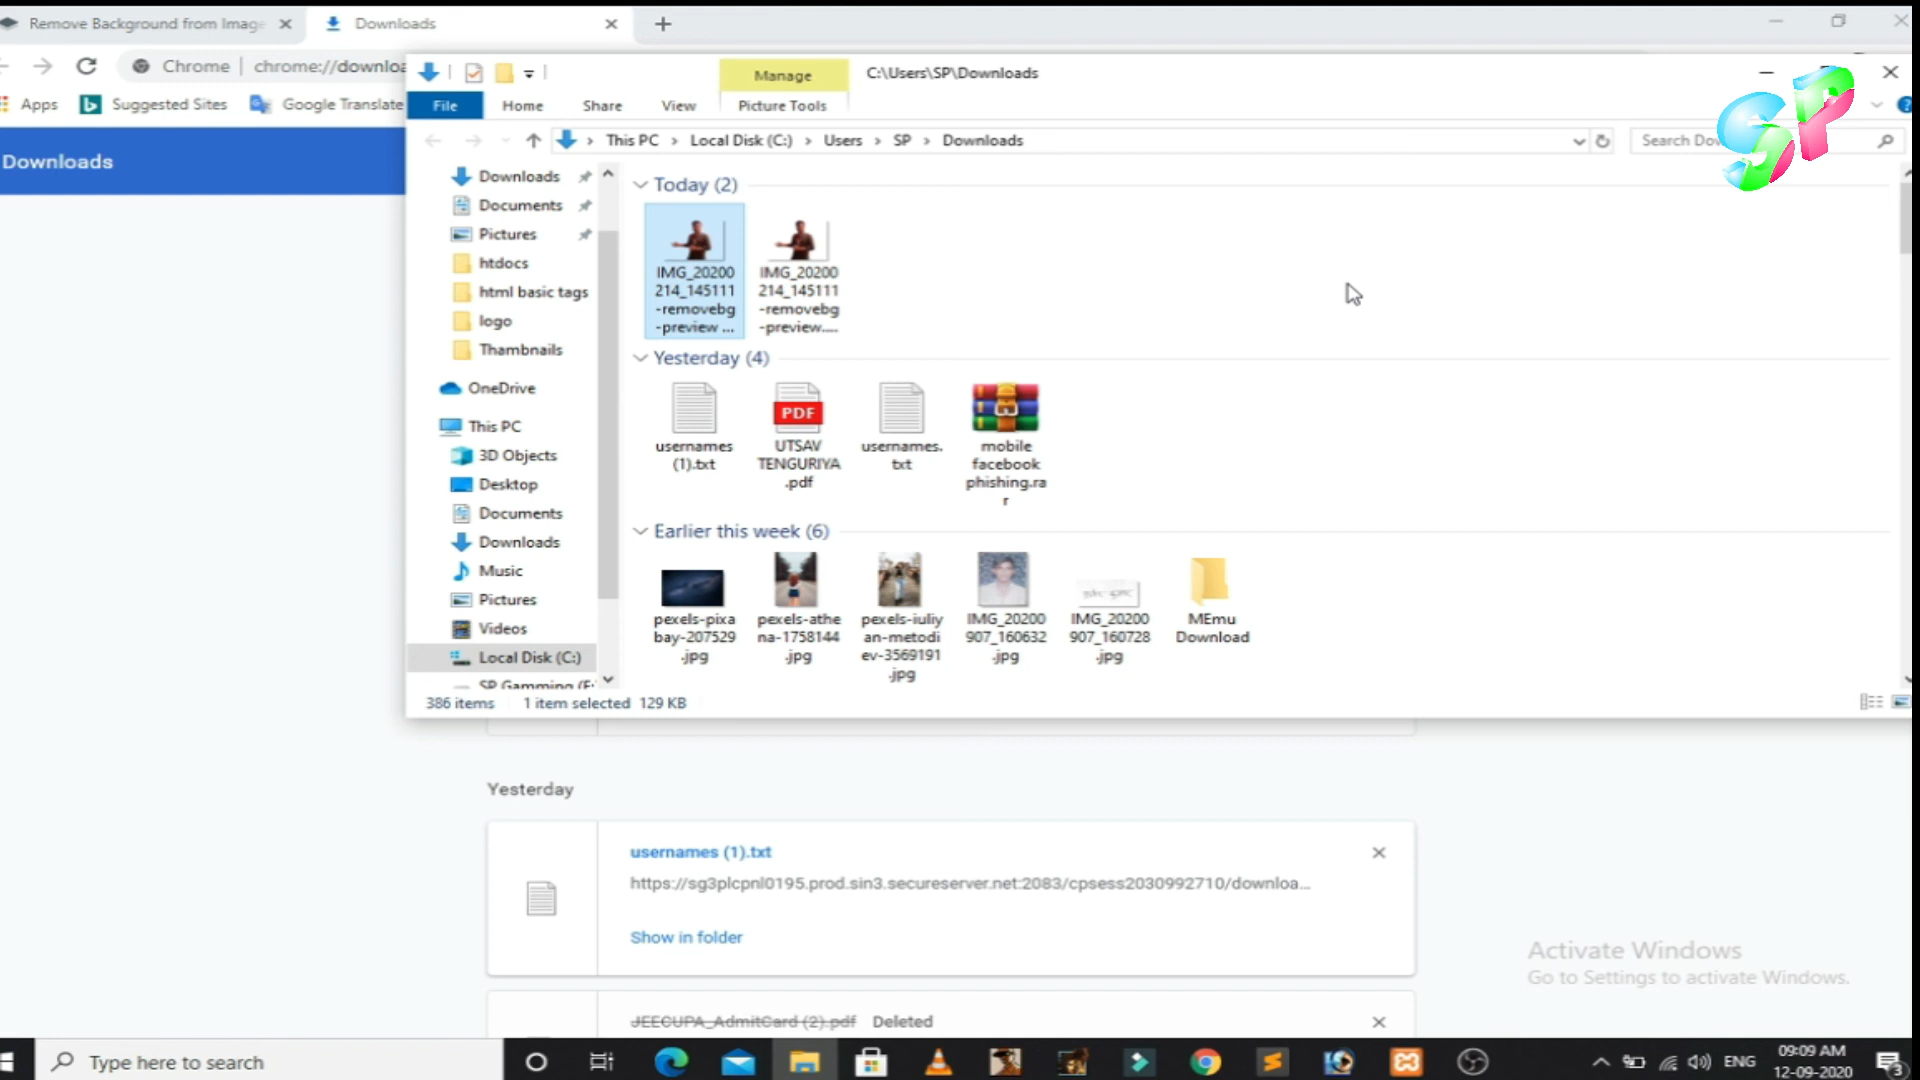 Remove Background from Image
Downloads
Chrome
chrome://downloa
Apps
Suggested Sites
Google Translate
Downloads
Manage
C:\Users\SP\Downloads
File
Home
Share
View
Picture Tools
This PC
Local Disk (C:)
Users
SP
Downloads
Search Dow
SP
Downloads
Documents
Pictures
htdocs
html basic tags
logo
Thambnails
OneDrive
This PC
3D Objects
Desktop
Documents
Downloads
Music
Pictures
Videos
Local Disk (C:)
SP Gamming (F:
Today (2)
IMG_20200
214_145111
-removebg
-preview ...
IMG_20200
214_145111
-removebg
-preview....
Yesterday (4)
usernames
(1).txt
PDF
UTSAV
TENGURIYA
.pdf
usernames.
txt
mobile
facebook
phishing.ra
r
Earlier this week (6)
pexels-pixa
bay-207529
.jpg
pexels-athe
na-1758144
.jpg
pexels-iuliy
an-metodi
ev-3569191
.jpg
IMG_20200
907_160632
.jpg
IMG_20200
907_160728
.jpg
MEmu
Download
386 items
1 item selected 129 KB
Yesterday
usernames (1).txt
https://sg3plcpnl0195.prod.sin3.secureserver.net:2083/cpsess2030992710/downloa...
Show in folder
JEECUPA_AdmitCard (2).pdf
Deleted
Activate Windows
Go to Settings to activate Windows.
Type here to search
ENG
09:09 AM
12-09-2020
3